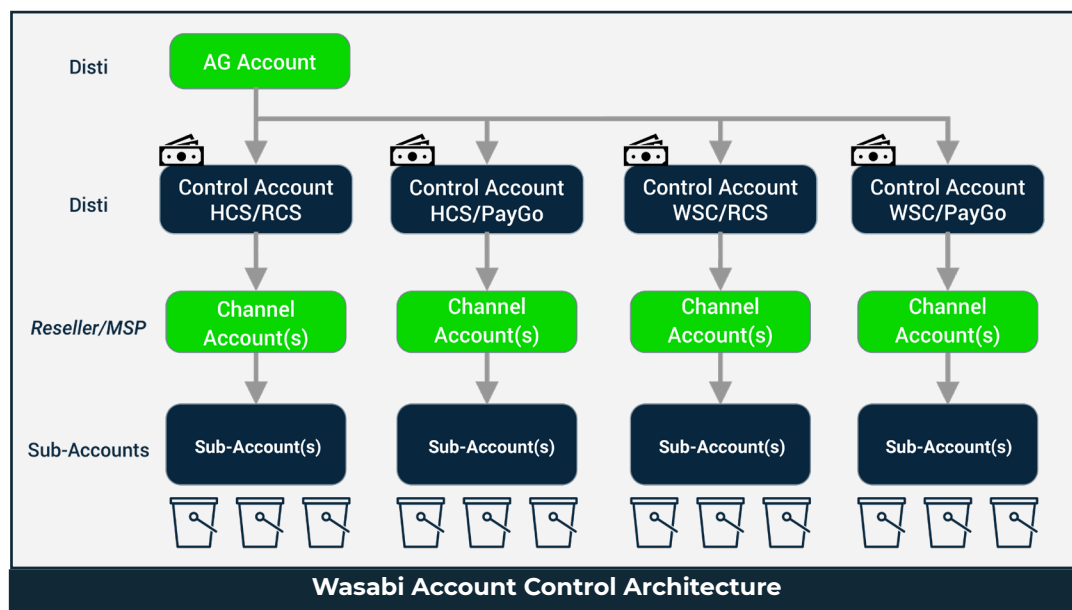 Disti
AG Account
Disti
Control Account
HCS/RCS
Control Account
HCS/PayGo
Control Account
WSC/RCS
Control Account
WSC/PayGo
Reseller/MSP
Channel
Account(s)
Channel
Account(s)
Channel
Account(s)
Channel
Account(s)
Sub-Accounts
Sub-Account(s)
Sub-Account(s)
Sub-Account(s)
Sub-Account(s)
Wasabi Account Control Architecture